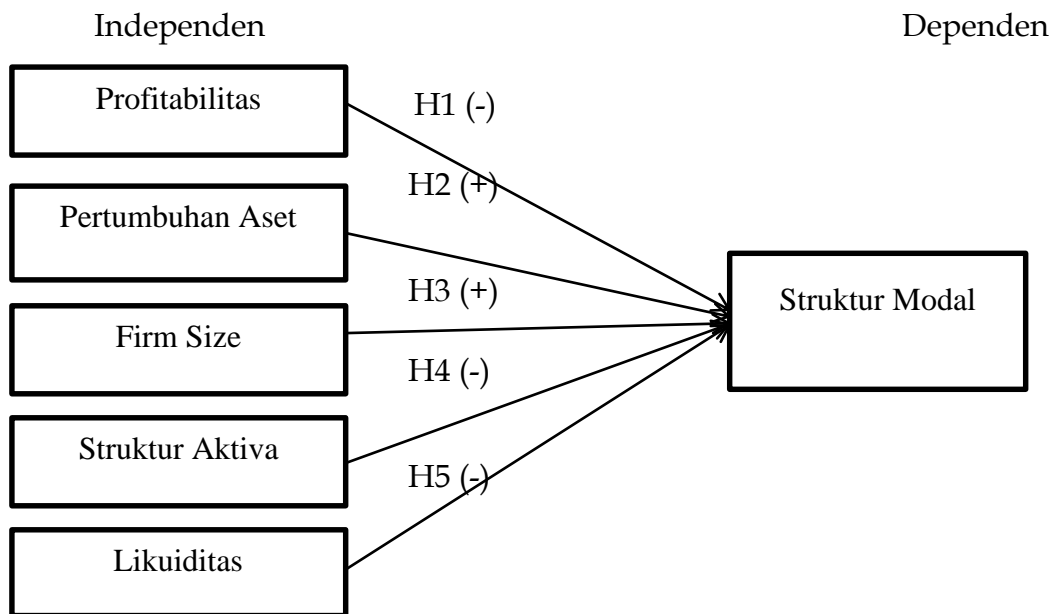 Independen
Dependen
Profitabilitas
H1 (-)
H2 (+)
Pertumbuhan Aset
H3 (+)
Struktur Modal
Firm Size
H4 (-)
Struktur Aktiva
H5 (-)
Likuiditas